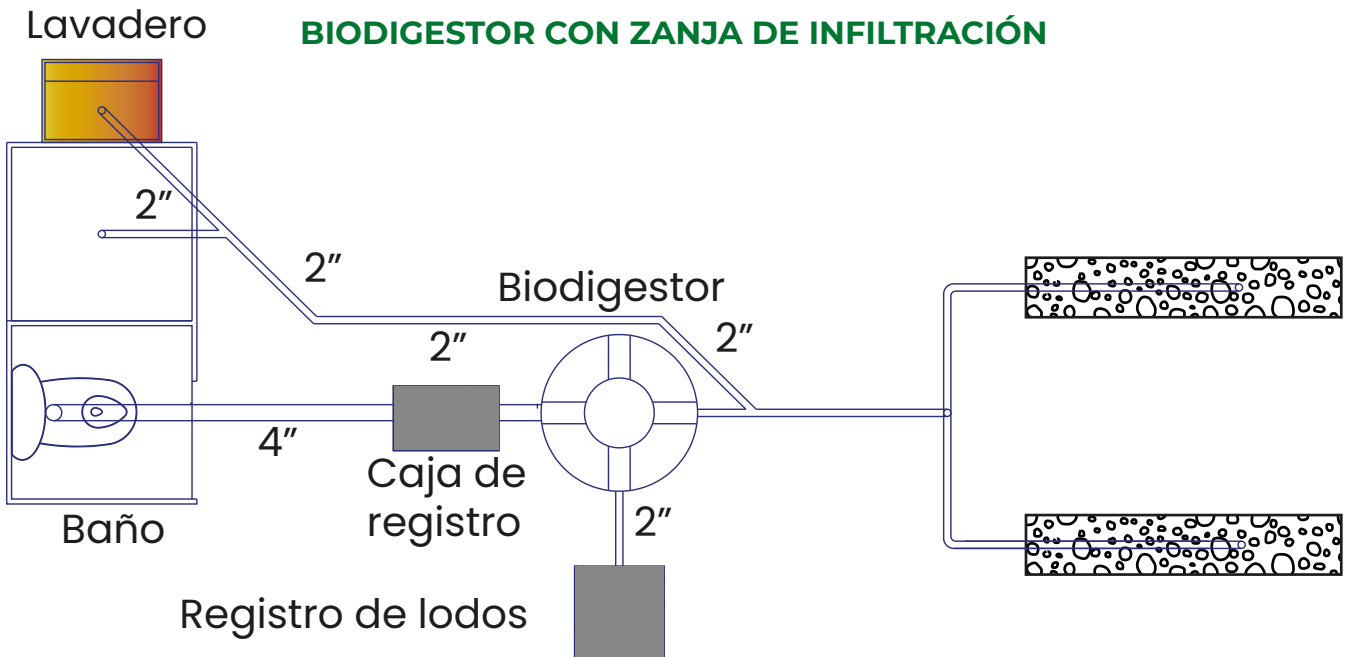 Lavadero
BIODIGESTOR CON ZANJA DE INFILTRACIÓN
2”
2”
Biodigestor
2”
2”
4”
Caja de
registro
Baño
2”
Registro de lodos